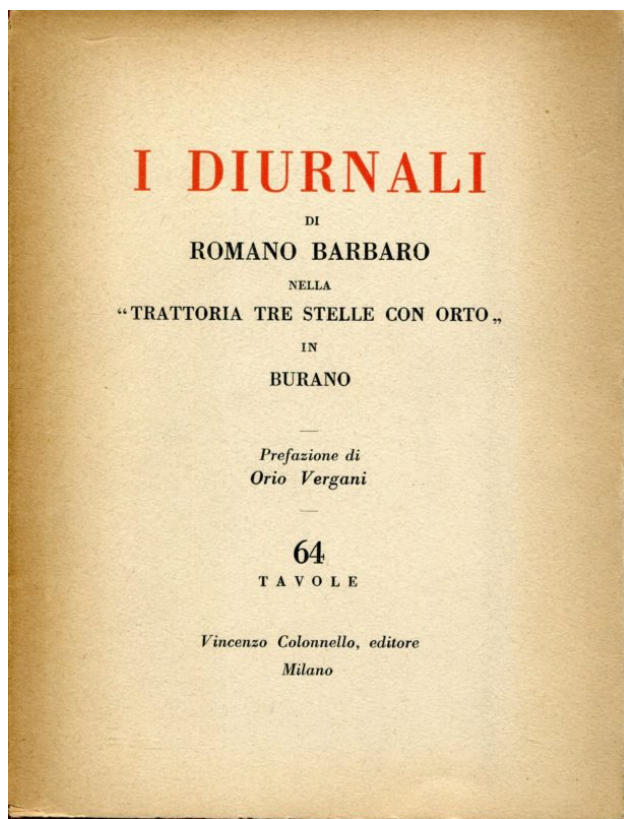 I DIURNALI
DI
ROMANO BARBARO
NELLA
“TRATTORIA TRE STELLE CON ORTO„
IN
BURANO
Prefazione di
Orio Vergani
64
TAVOLE
Vincenzo Colonnello, editore
Milano